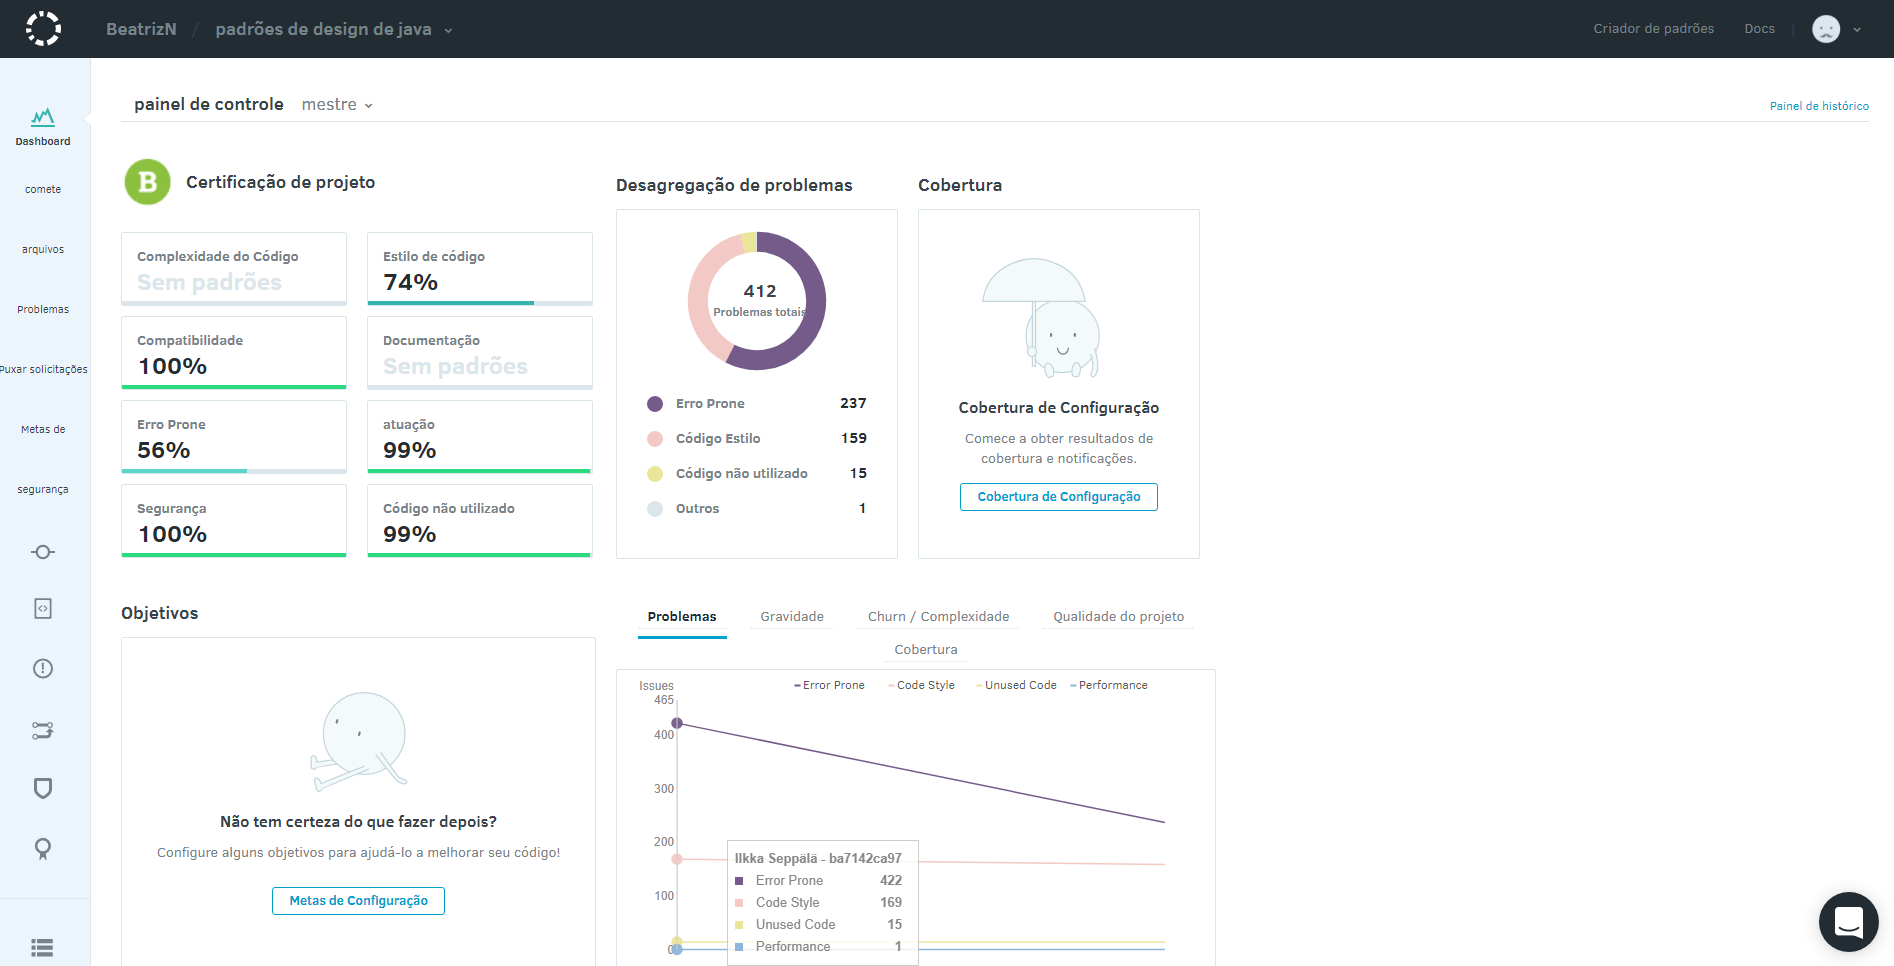 BeatrizN / padrões de design de java
Criador de padrões
Docs
painel de controle
mestre
Painel de histórico
Dashboard
comete
arquivos
Problemas
Puxar solicitações
Metas de
segurança
B
Certificação de projeto
Complexidade do Código
Sem padrões
Estilo de código
74%
Compatibilidade
100%
Documentação
Sem padrões
Erro Prone
56%
atuação
99%
Segurança
100%
Código não utilizado
99%
Desagregação de problemas
412
Problemas totais
Erro Prone 237
Código Estilo 159
Código não utilizado 15
Outros 1
Cobertura
Cobertura de Configuração
Comece a obter resultados de
cobertura e notificações.
Cobertura de Configuração
Objetivos
Não tem certeza do que fazer depois?
Configure alguns objetivos para ajudá-lo a melhorar seu código!
Metas de Configuração
Problemas
Gravidade
Churn / Complexidade
Qualidade do projeto
Cobertura
Issues
Error Prone
Code Style
Unused Code
Performance
465
400
300
200
100
0
Ilkka Seppälä - ba7142ca97
Error Prone 422
Code Style 169
Unused Code 15
Performance 1